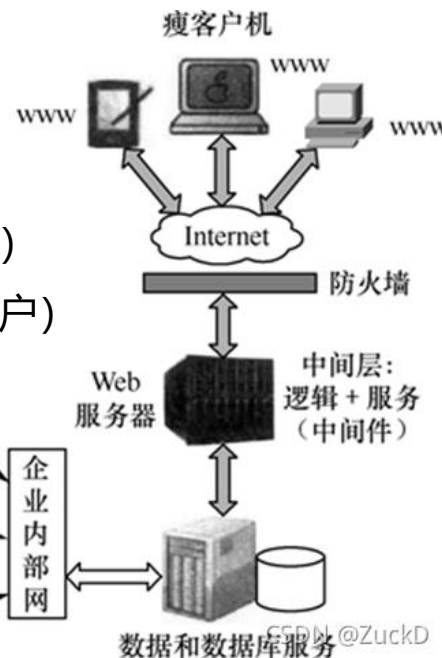 瘦客户机
www
www
www
)
户)
Internet
防火墙
Web
服务器
中间层:
逻辑+服务
(中间件)
企
业
内
部
网
数据和数据库服务
CSDN @ZuckD